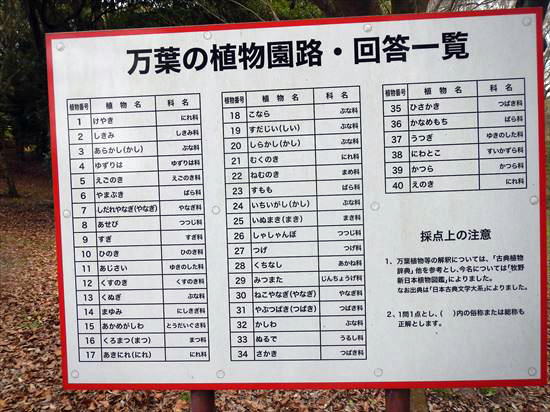 万葉の植物園路・回答一覧
植物番号 植物名 科名
1 けやき にれ科
2 しきみ しきみ科
3 あらかし(かし) ぶな科
4 ゆずりは ゆずりは科
5 えごのき えごのき科
6 やまぶき ばら科
7 しだれやなぎ(やなぎ) やなぎ科
8 あせび つつじ科
9 すぎ すぎ科
10 ひのき ひのき科
11 あじさい ゆきのした科
12 くすのき くすのき科
13 くぬぎ ぶな科
14 まゆみ にしきぎ科
15 あかめがしわ とうだいぐさ科
16 くろまつ(まつ) まつ科
17 あきにれ(にれ) にれ科
植物番号 植物名 科名
18 こなら ぶな科
19 すだじい(しい) ぶな科
20 しらかし(かし) ぶな科
21 むくのき にれ科
22 ねむのき まめ科
23 すもも ばら科
24 いちいがし(かし) ぶな科
25 いぬまき(まき) まき科
26 しゃしゃんぼ つつじ科
27 つげ つげ科
28 くちなし あかね科
29 みつまた じんちょうげ科
30 ねこやなぎ(やなぎ) やなぎ科
31 やぶつばき(つばき) つばき科
32 かしわ ぶな科
33 ぬるで うるし科
34 さかき つばき科
植物番号 植物名 科名
35 ひさかき つばき科
36 かなめもち ばら科
37 うつぎ ゆきのした科
38 にわとこ すいかずら科
39 かつら かつら科
40 えのき にれ科
採点上の注意
1、万葉植物等の解釈については、「古典植物
辞典」他を参考とし、今名については「牧野
新日本植物図鑑」によりました。
なお出典は「日本古典文学大系」によりました。
2、1問1点とし、( )内の俗称または総称も
正解とします。